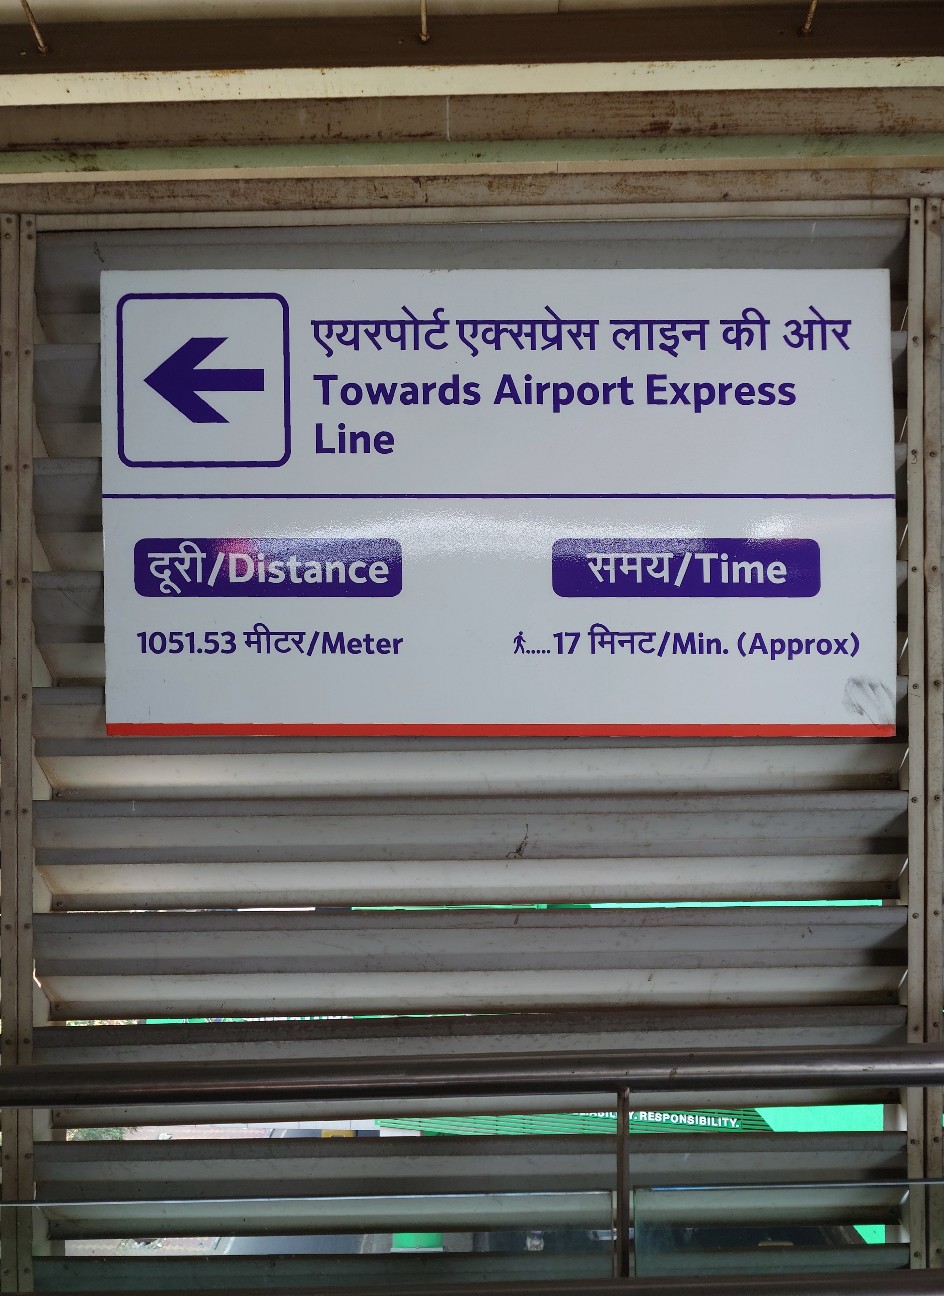 एयरपोर्ट एक्सप्रेस लाइन की ओर
Towards Airport Express
Line
दूरी/Distance
समय/Time
1051.53 मीटर/Meter
.....17 मिनट/Min. (Approx)
RESPONSIBILITY.